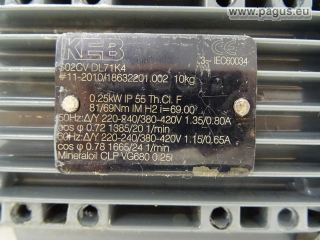 © www.pagus.eu
KEB
CE
S02CV DL71K4
3~ IEC60034
#11-2010/18632201.002 10kg
0.25kW IP 55 Th.Cl. F
81/69Nm IM H2 i=69.00
50Hz:Δ/Y 220-240/380-420V 1.35/0.80A
cos φ 0.72 1365/20 1/min
60Hz:Δ/Y 220-240/380-420V 1.15/0.65A
cos φ 0.78 1665/24 1/min
Mineraloil CLP VG680 0.25l